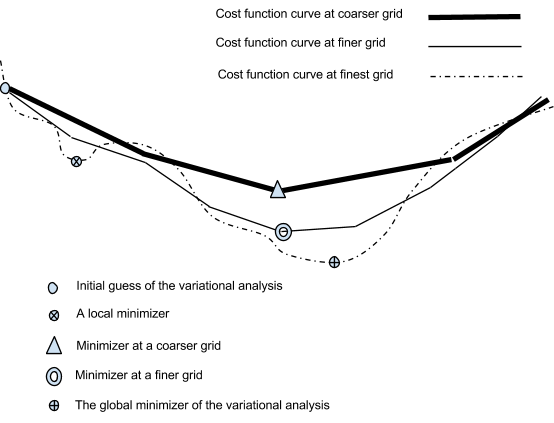 Cost function curve at coarser grid
Cost function curve at finer grid
Cost function curve at finest grid
Initial guess of the variational analysis
A local minimizer
Minimizer at a coarser grid
Minimizer at a finer grid
The global minimizer of the variational analysis